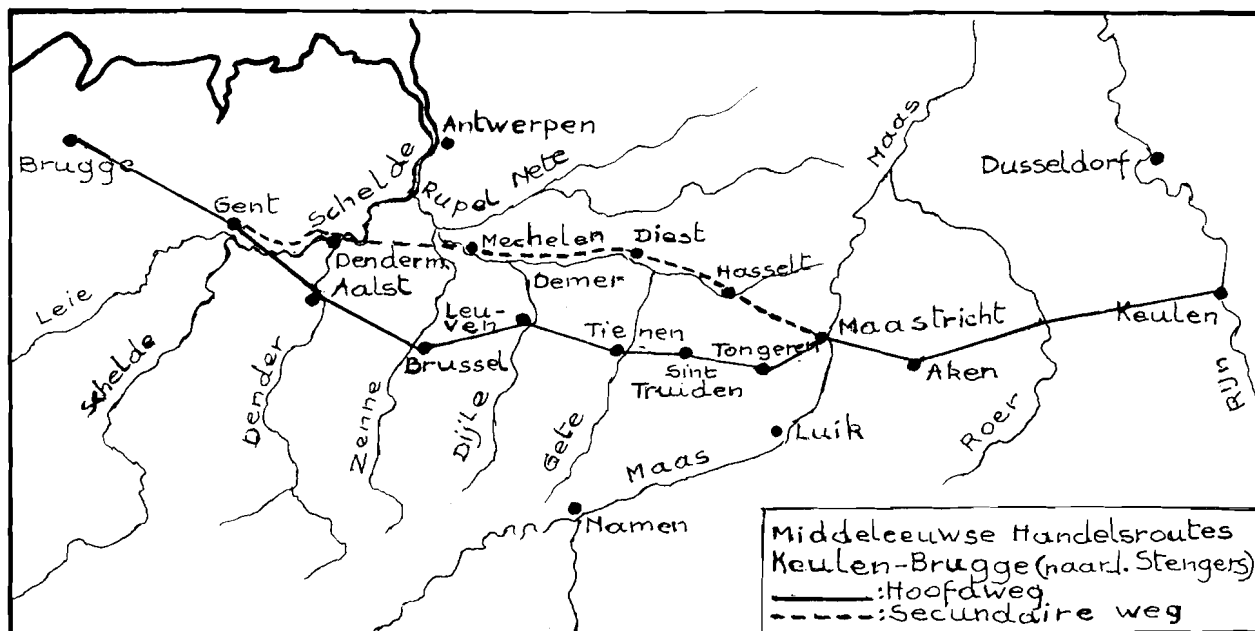 Antwerpen
Brugge
Dusseldorf
Maas
Schelde
Rupel
Nete
Gent
Mechelen
Diest
Denderm.
Demer
Hasselt
Aalst
Leie
Leu-
ven
Tienen
Maastricht
Keulen
Brussel
Sint
Truiden
Tongeren
Aken
Schelde
Dender
Zenne
Dijle
Gete
Luik
Roer
Rijn
Maas
Namen
Middeleeuwse Handelsroutes
Keulen-Brugge (naar J. Stengers)
:Hoofdweg
:Secundaire weg